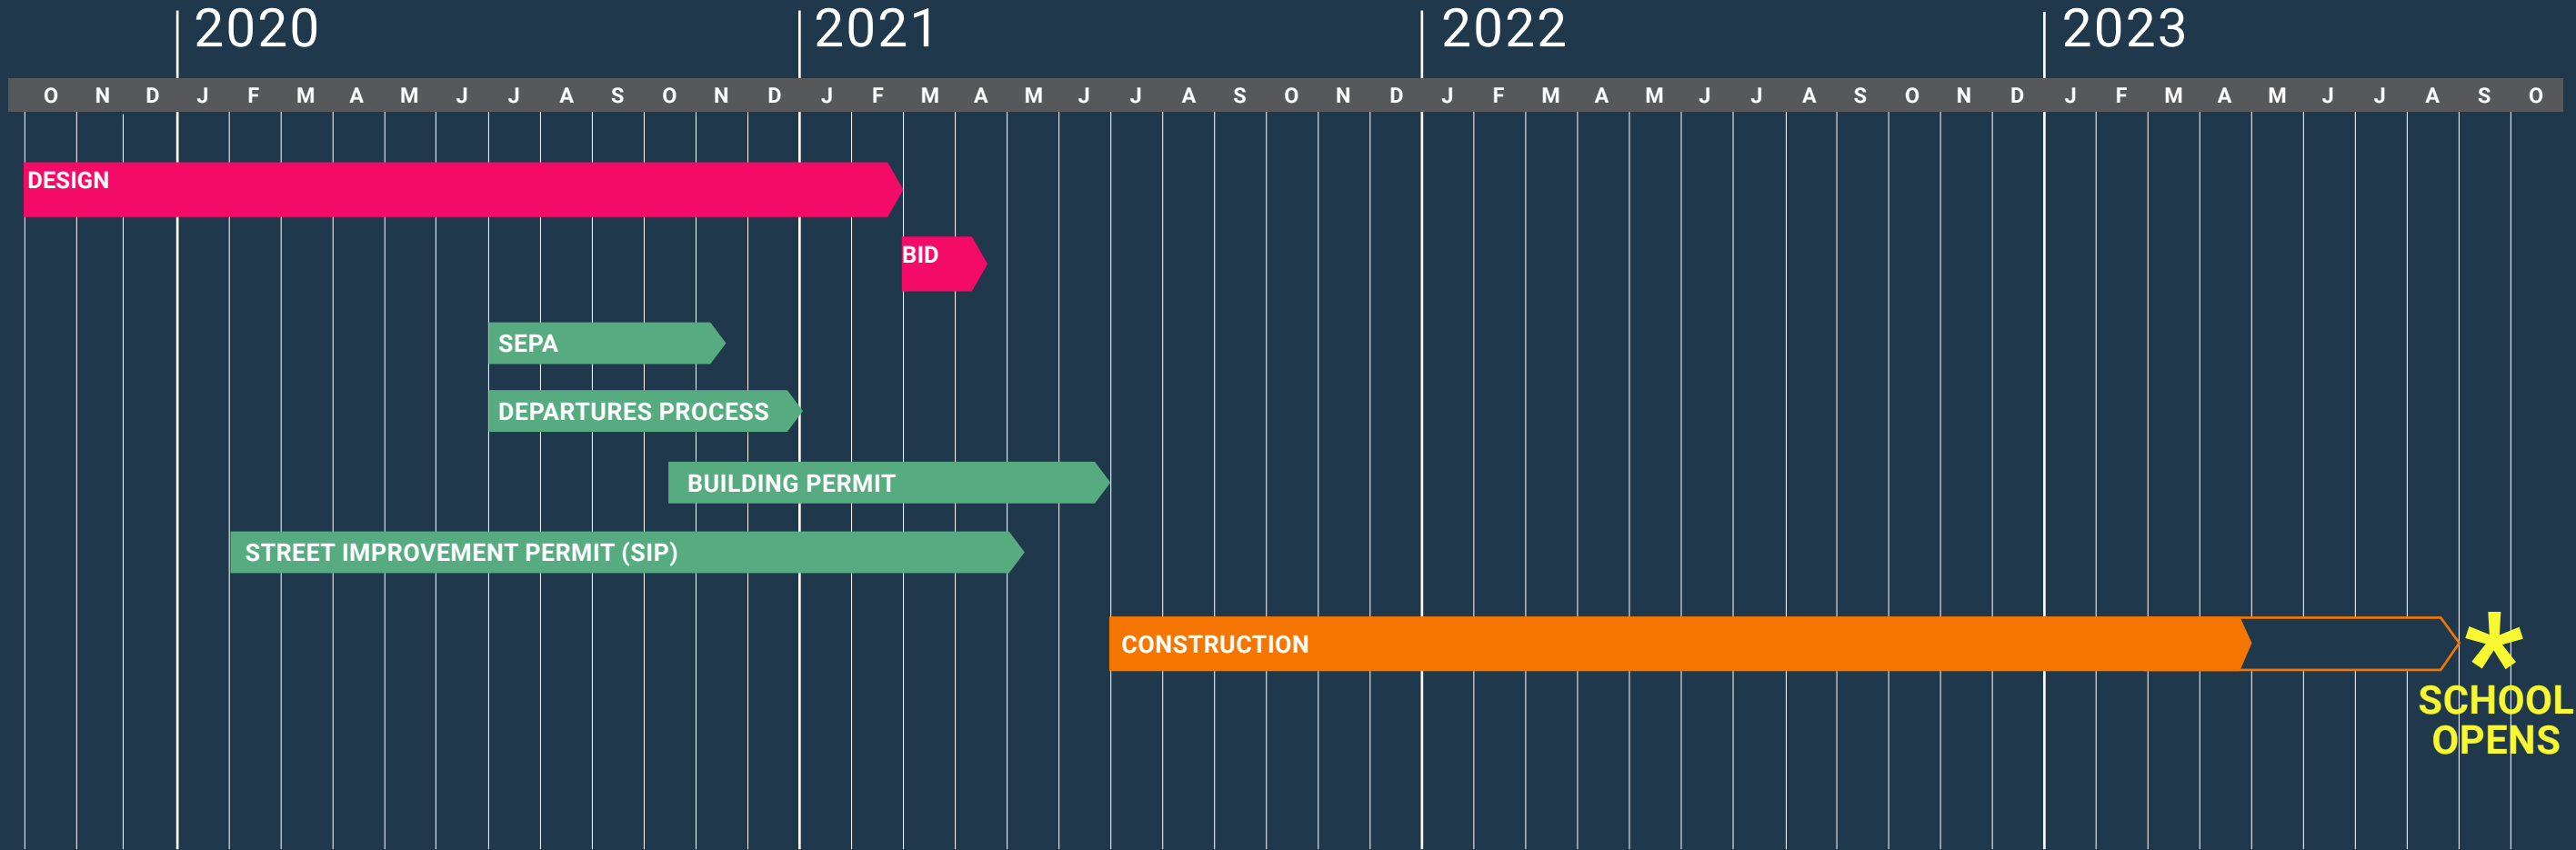 2020 2021 2022 2023
O N D J F M A M J J A S O N D J F M A M J J A S O N D J F M A M J J A S O N D J F M A M J J A S O
DESIGN
BID
SEPA
DEPARTURES PROCESS
BUILDING PERMIT
STREET IMPROVEMENT PERMIT (SIP)
CONSTRUCTION
*
SCHOOL
OPENS